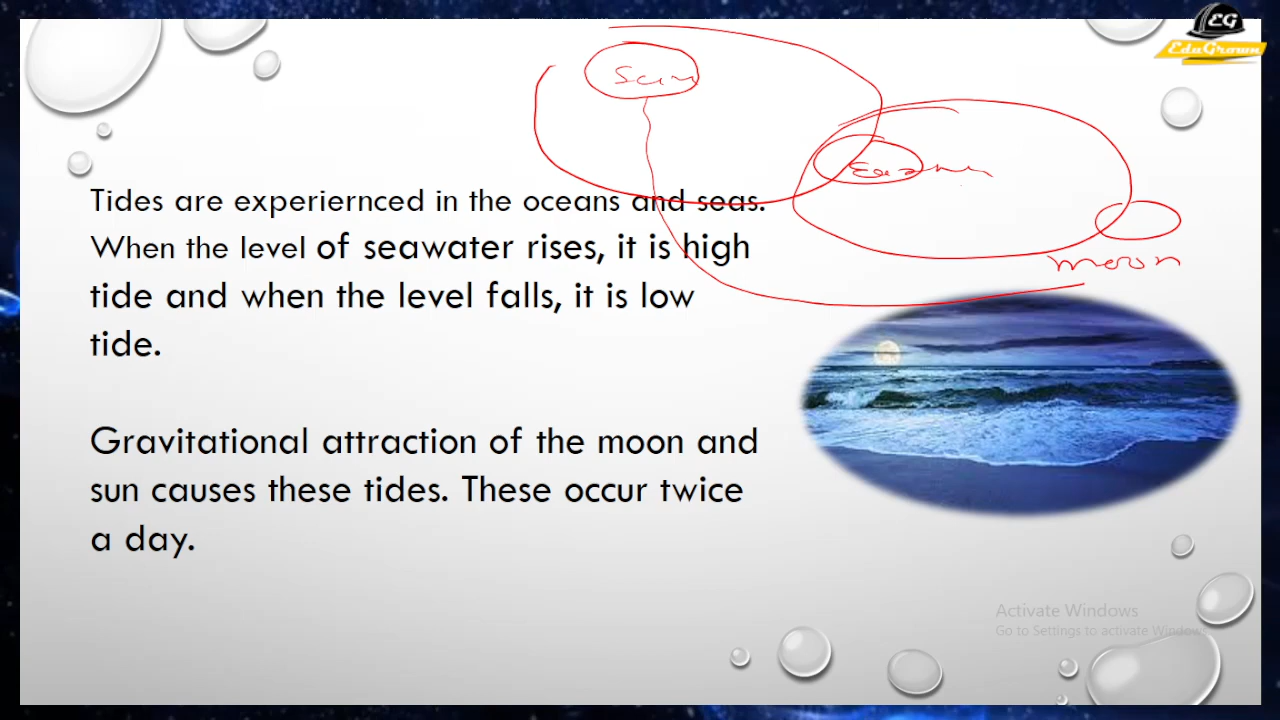 EG
EduGrown
Sun
Earth
moon
Tides are experiernced in the oceans and seas.
When the level of seawater rises, it is high
tide and when the level falls, it is low
tide.
Gravitational attraction of the moon and
sun causes these tides. These occur twice
a day.
Activate Windows
Go to Settings to activate Windows.